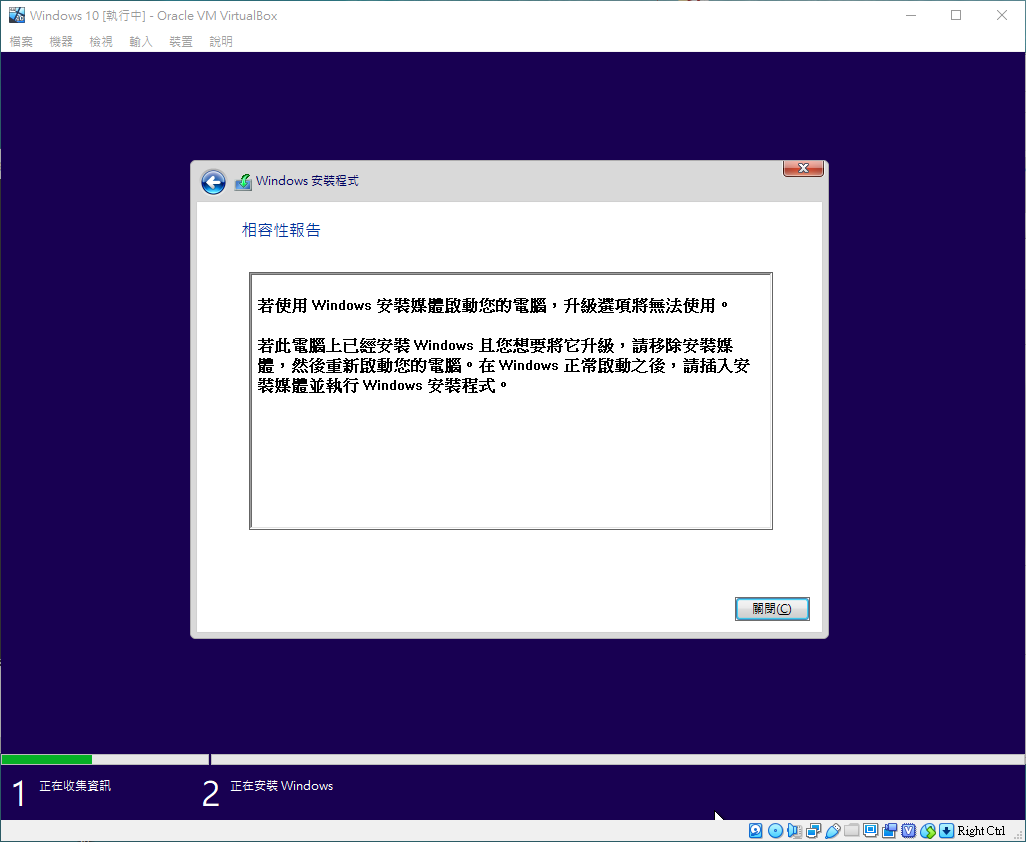 Windows 10 [執行中] - Oracle VM VirtualBox
檔案 機器 檢視 輸入 裝置 說明
Windows 安裝程式
相容性報告
若使用 Windows 安裝媒體啟動您的電腦，升級選項將無法使用。
若此電腦上已經安裝 Windows 且您想要將它升級，請移除安裝媒
體，然後重新啟動您的電腦。在 Windows 正常啟動之後，請插入安
裝媒體並執行 Windows 安裝程式。
關閉(C)
1 正在收集資訊 2 正在安裝 Windows
Right Ctrl